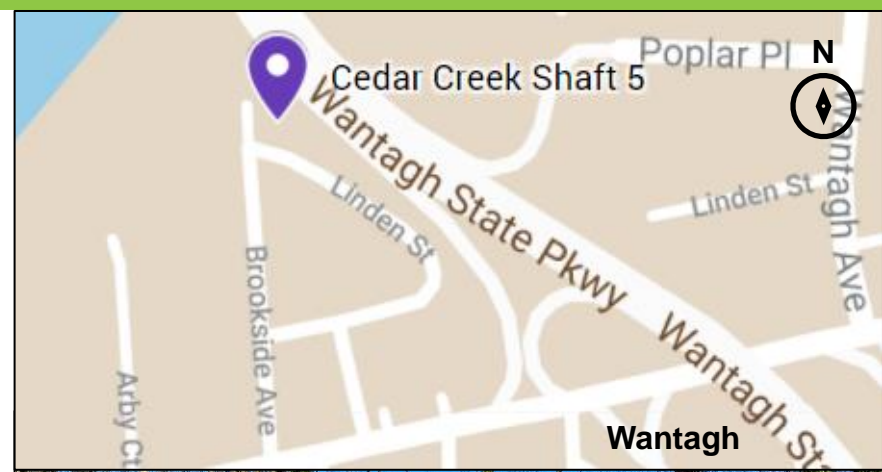 Poplar Pl
N
Cedar Creek Shaft 5
Wantagh State Pkwy
Linden St
Linden St
Wantagh Ave
Brookside Ave
Arby Ct
Wantagh St
Wantagh